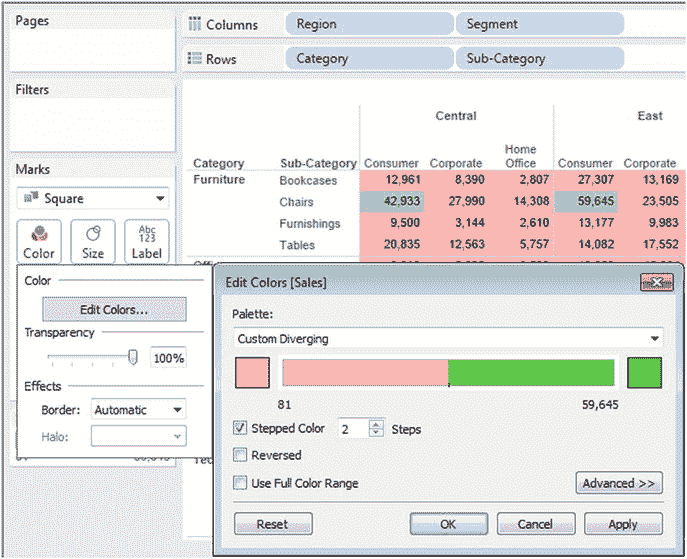 Pages
Columns Region Segment
Rows Category Sub-Category
Filters
Central East
Category Sub-Category Consumer Corporate Home Office Consumer Corporate
Marks
Furniture Bookcases 12,961 8,390 2,807 27,307 13,169
Square
Chairs 42,933 27,990 14,308 59,645 23,505
Furnishings 9,500 3,144 2,610 13,177 9,983
Abc
123
Color Size Label
Tables 20,835 12,563 5,757 14,082 17,552
Color
Edit Colors...
Transparency
100%
Effects
Border: Automatic
Halo:
Edit Colors [Sales]
Palette:
Custom Diverging
81 59,645
Stepped Color 2 Steps
Reversed
Use Full Color Range Advanced >>
Reset OK Cancel Apply